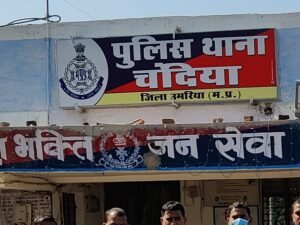 पुलिस थाना
चंदिया
जिला उमरिया (म.प्र.)
भक्ति जन सेवा